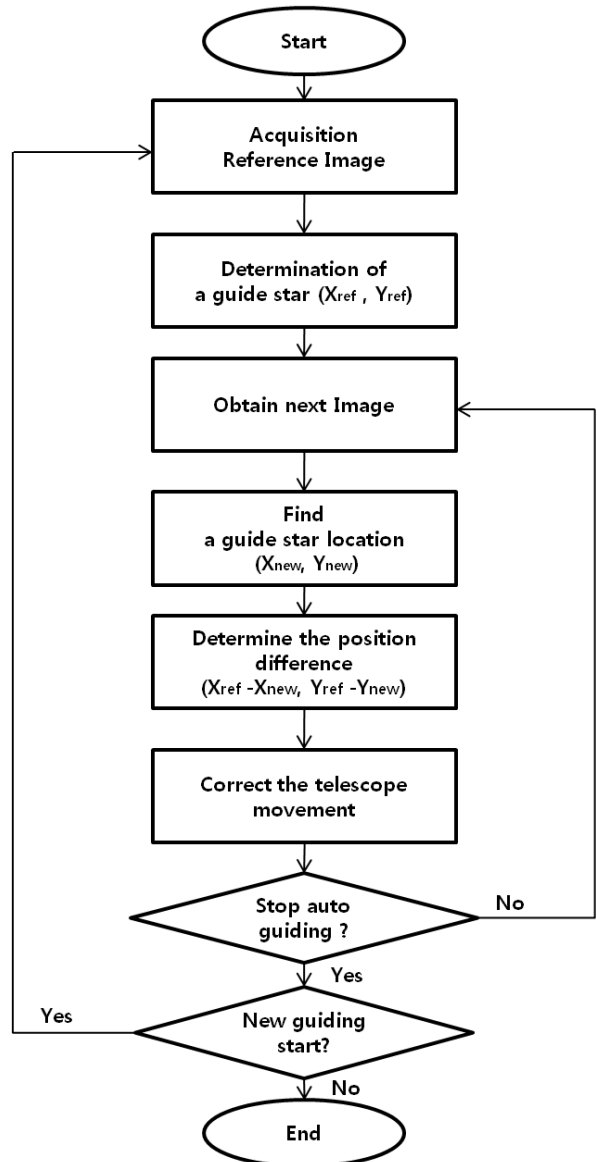 Start
Acquisition
Reference Image
Determination of
a guide star (Xref , Yref)
Obtain next Image
Find
a guide star location
(Xnew, Ynew)
Determine the position
difference
(Xref -Xnew, Yref -Ynew)
Correct the telescope
movement
Stop auto
guiding ?
No
Yes
New guiding
start?
Yes
No
End